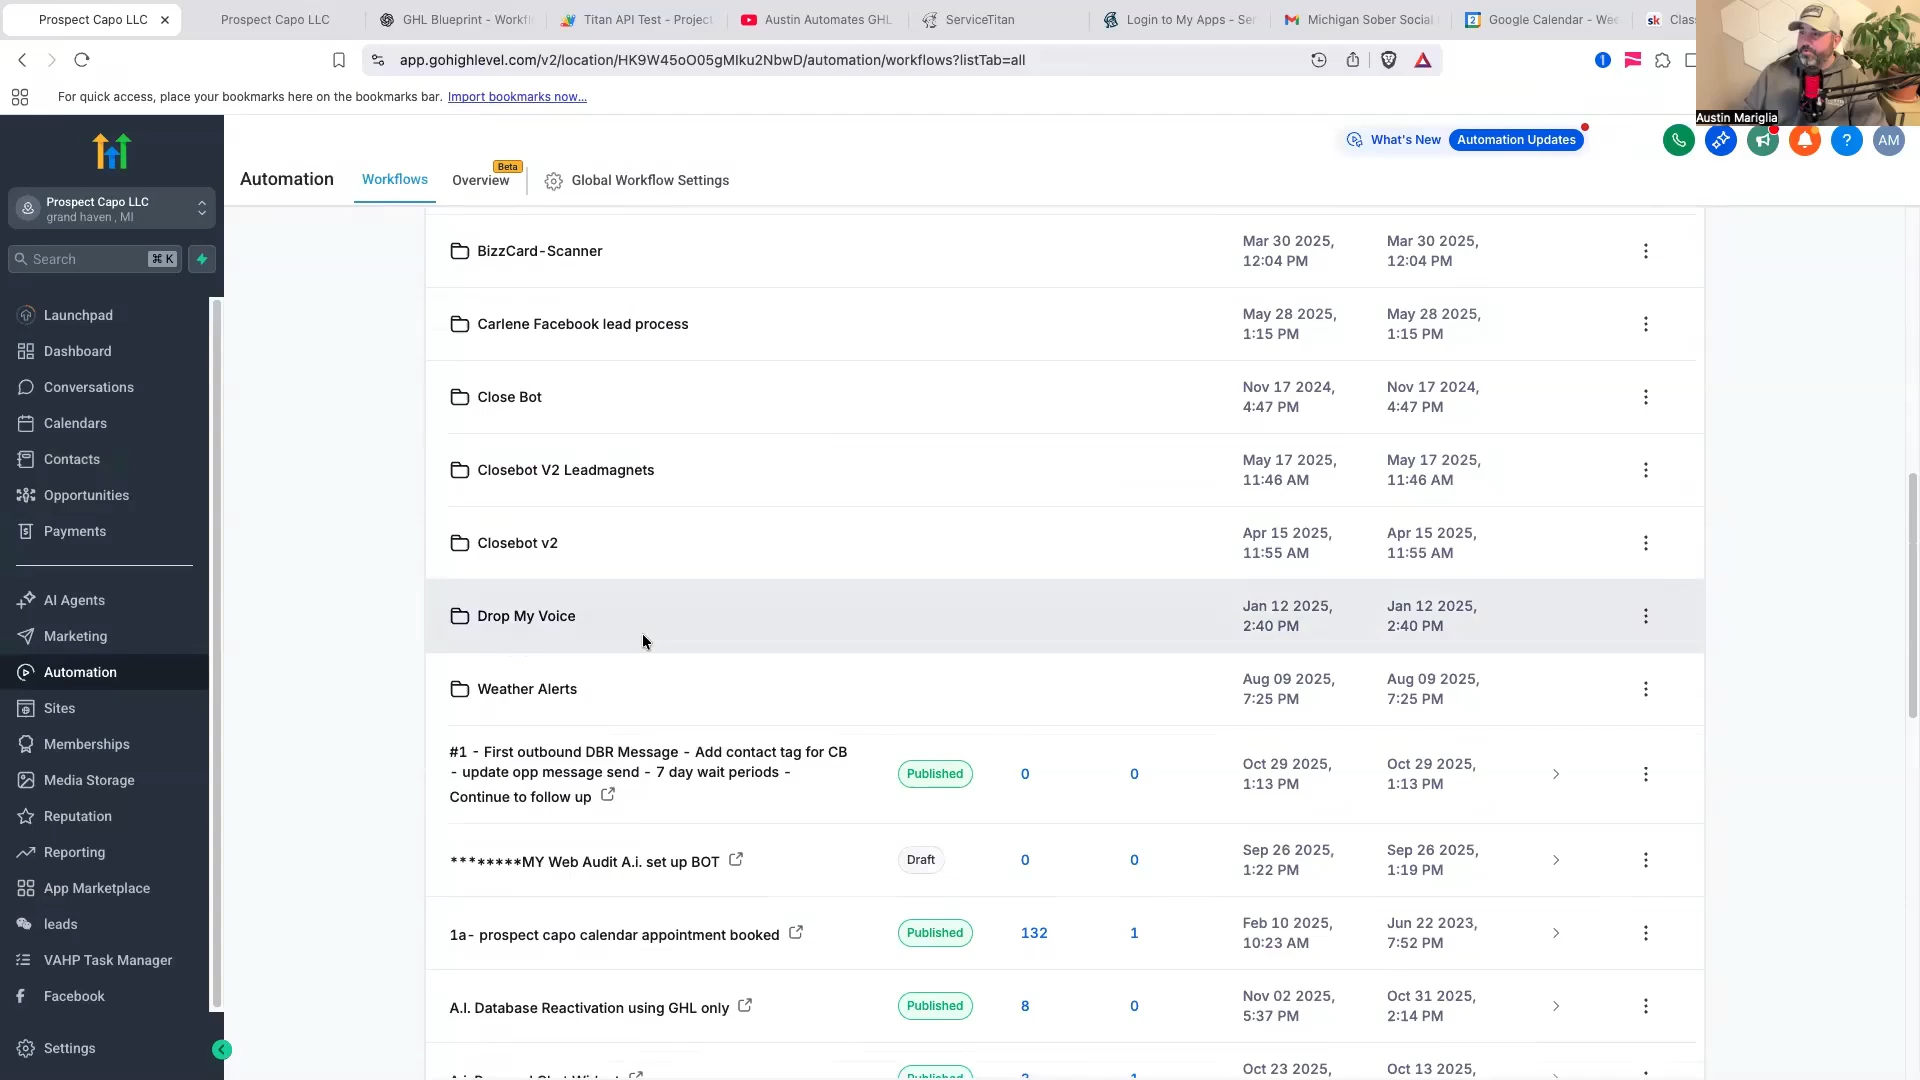 Prospect Capo LLC
Prospect Capo LLC
GHL Blueprint - Workfl
Titan API Test - Project
Austin Automates GHL
ServiceTitan
Login to My Apps - Ser
Michigan Sober Social
Google Calendar - Wee
sk Clas
app.gohighlevel.com/v2/location/HK9W45oO05gMIku2NbwD/automation/workflows?listTab=all
For quick access, place your bookmarks here on the bookmarks bar. Import bookmarks now...
Austin Mariglia
What's New
Automation Updates
AM
Automation
Workflows
Overview
Beta
Global Workflow Settings
Prospect Capo LLC
grand haven , MI
Search
⌘ K
Launchpad
Dashboard
Conversations
Calendars
Contacts
Opportunities
Payments
AI Agents
Marketing
Automation
Sites
Memberships
Media Storage
Reputation
Reporting
App Marketplace
leads
VAHP Task Manager
Facebook
Settings
BizzCard-Scanner
Mar 30 2025,
12:04 PM
Mar 30 2025,
12:04 PM
Carlene Facebook lead process
May 28 2025,
1:15 PM
May 28 2025,
1:15 PM
Close Bot
Nov 17 2024,
4:47 PM
Nov 17 2024,
4:47 PM
Closebot V2 Leadmagnets
May 17 2025,
11:46 AM
May 17 2025,
11:46 AM
Closebot v2
Apr 15 2025,
11:55 AM
Apr 15 2025,
11:55 AM
Drop My Voice
Jan 12 2025,
2:40 PM
Jan 12 2025,
2:40 PM
Weather Alerts
Aug 09 2025,
7:25 PM
Aug 09 2025,
7:25 PM
#1 - First outbound DBR Message - Add contact tag for CB
- update opp message send - 7 day wait periods -
Continue to follow up
Published
0
0
Oct 29 2025,
1:13 PM
Oct 29 2025,
1:13 PM
********MY Web Audit A.i. set up BOT
Draft
0
0
Sep 26 2025,
1:22 PM
Sep 26 2025,
1:19 PM
1a- prospect capo calendar appointment booked
Published
132
1
Feb 10 2025,
10:23 AM
Jun 22 2023,
7:52 PM
A.I. Database Reactivation using GHL only
Published
8
0
Nov 02 2025,
5:37 PM
Oct 31 2025,
2:14 PM
Published
Oct 23 2025,
Oct 13 2025,